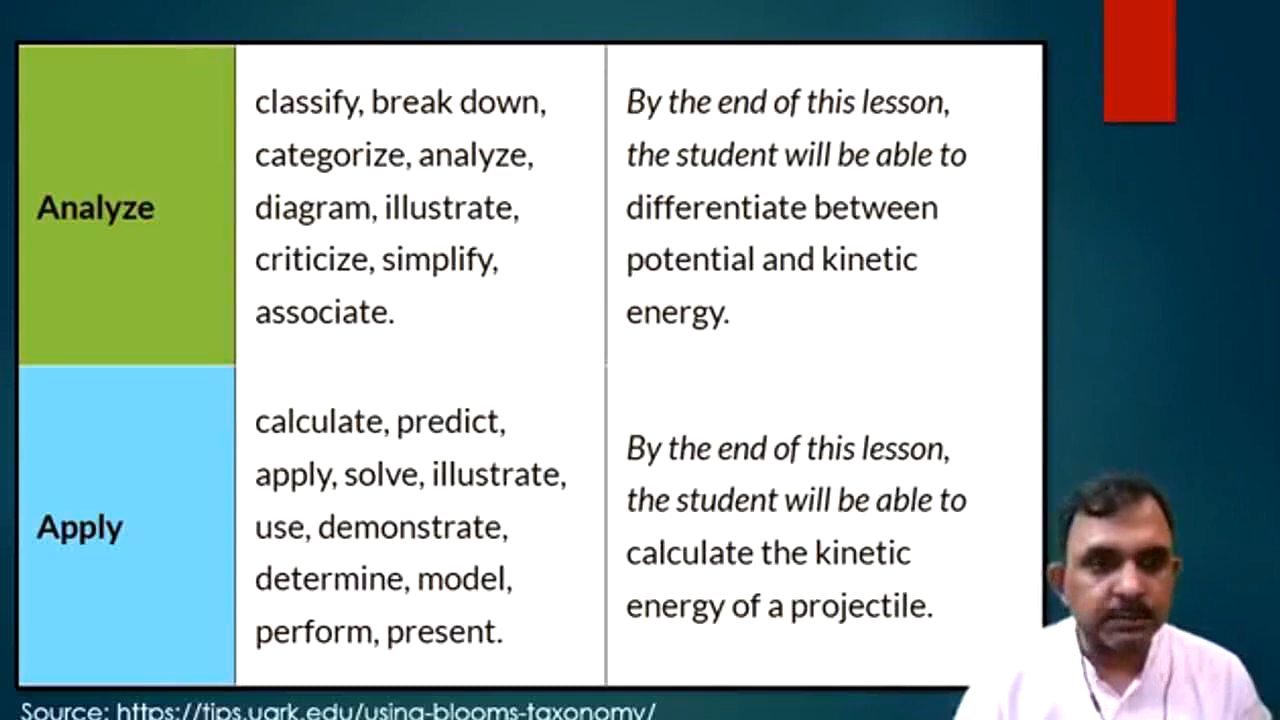 Analyze
classify, break down,
categorize, analyze,
diagram, illustrate,
criticize, simplify,
associate.
By the end of this lesson,
the student will be able to
differentiate between
potential and kinetic
energy.
Apply
calculate, predict,
apply, solve, illustrate,
use, demonstrate,
determine, model,
perform, present.
By the end of this lesson,
the student will be able to
calculate the kinetic
energy of a projectile.
Source: https://tips.uark.edu/using-blooms-taxonomy/